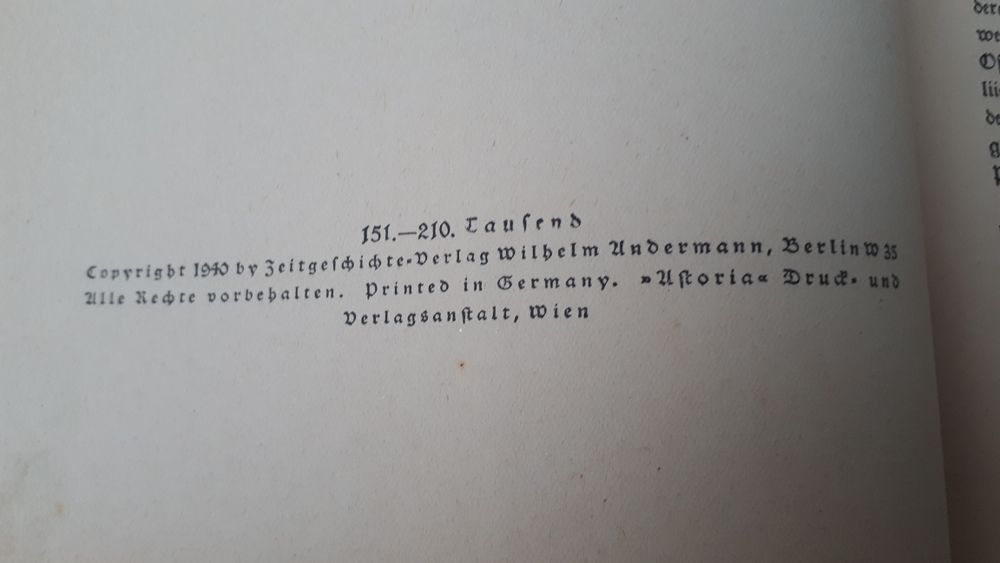 151.—210. Tausend
Copyright 1940 by Zeitgeschichte-Verlag Wilhelm Andermann, Berlin W 35
Alle Rechte vorbehalten. Printed in Germany. »Astoria« Druck- und
Verlagsanstalt, Wien